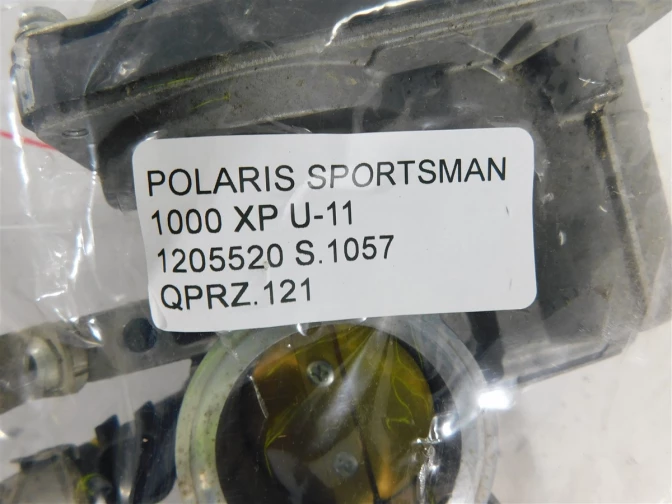 POLARIS SPORTSMAN
1000 XP U-11
1205520 S.1057
QPRZ.121